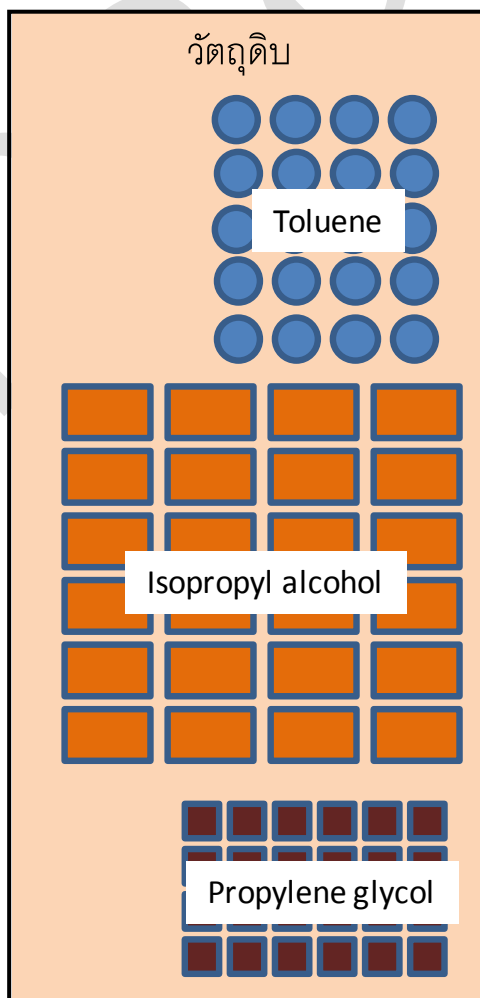 วัตถุดิบ
Toluene
Isopropyl alcohol
Propylene glycol